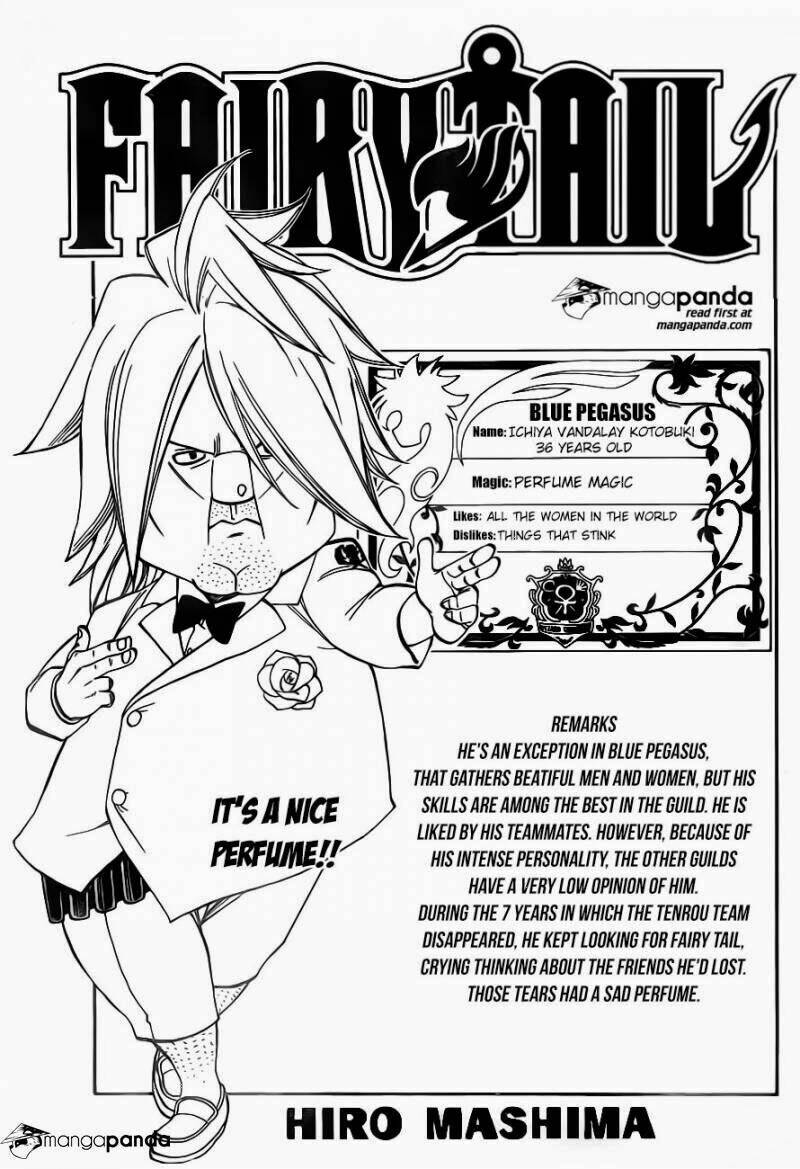 FAIRY TAIL
mangapanda
read first at
mangapanda.com
BLUE PEGASUS
Name: ICHIYA VANDALAY KOTOBUKI
36 YEARS OLD
Magic: PERFUME MAGIC
Likes: ALL THE WOMEN IN THE WORLD
Dislikes: THINGS THAT STINK
REMARKS
HE'S AN EXCEPTION IN BLUE PEGASUS,
THAT GATHERS BEATIFUL MEN AND WOMEN, BUT HIS
SKILLS ARE AMONG THE BEST IN THE GUILD. HE IS
LIKED BY HIS TEAMMATES. HOWEVER, BECAUSE OF
HIS INTENSE PERSONALITY, THE OTHER GUILDS
HAVE A VERY LOW OPINION OF HIM.
DURING THE 7 YEARS IN WHICH THE TENROU TEAM
DISAPPEARED, HE KEPT LOOKING FOR FAIRY TAIL,
CRYING THINKING ABOUT THE FRIENDS HE'D LOST.
THOSE TEARS HAD A SAD PERFUME.
IT'S A NICE
PERFUME!!
HIRO MASHIMA
mangapanda